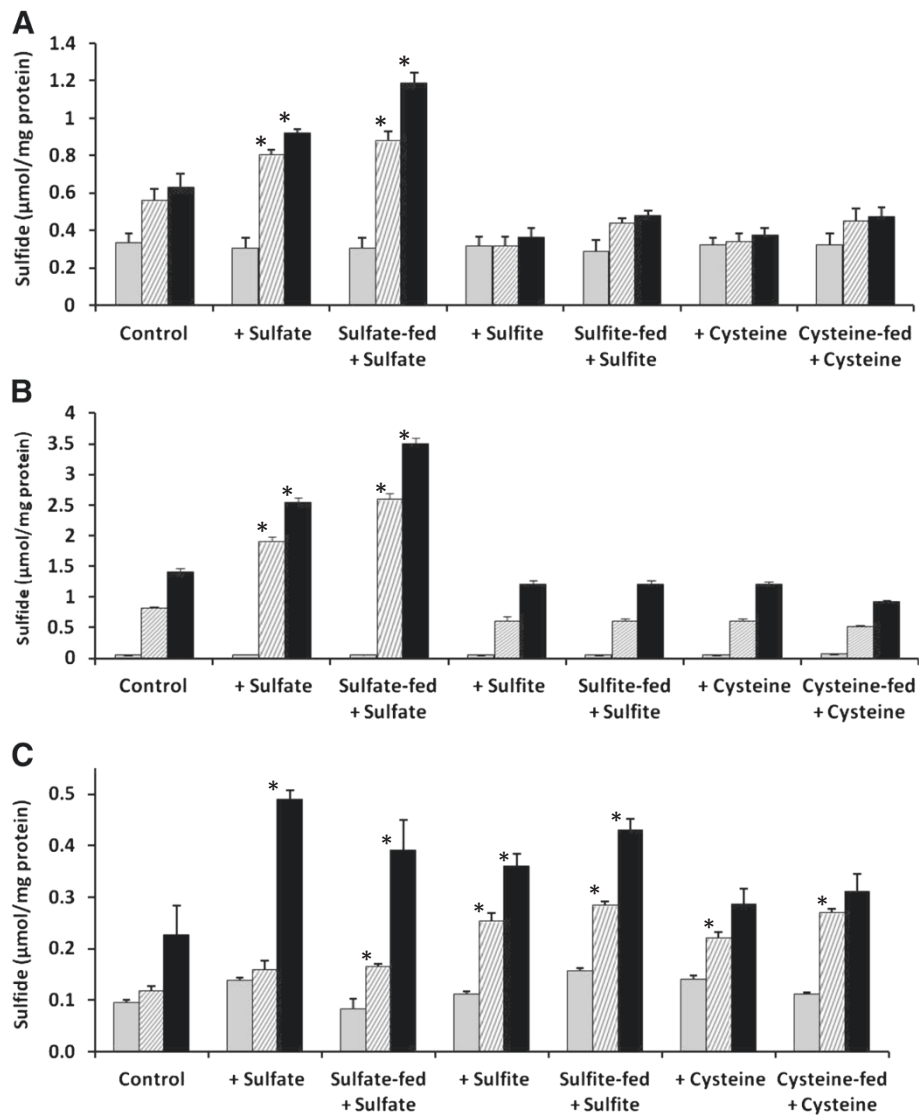 A
Sulfide (μmol/mg protein)
1.4
1.2
1
0.8
0.6
0.4
0.2
0
* * * *
Control + Sulfate Sulfate-fed + Sulfite Sulfite-fed + Cysteine Cysteine-fed
+ Sulfate + Sulfite + Cysteine
B
Sulfide (μmol/mg protein)
4
3.5
3
2.5
2
1.5
1
0.5
0
* * * *
Control + Sulfate Sulfate-fed + Sulfite Sulfite-fed + Cysteine Cysteine-fed
+ Sulfate + Sulfite + Cysteine
C
Sulfide (μmol/mg protein)
0.5
0.4
0.3
0.2
0.1
0.0
* * * * * * * * *
Control + Sulfate Sulfate-fed + Sulfite Sulfite-fed + Cysteine Cysteine-fed
+ Sulfate + Sulfite + Cysteine